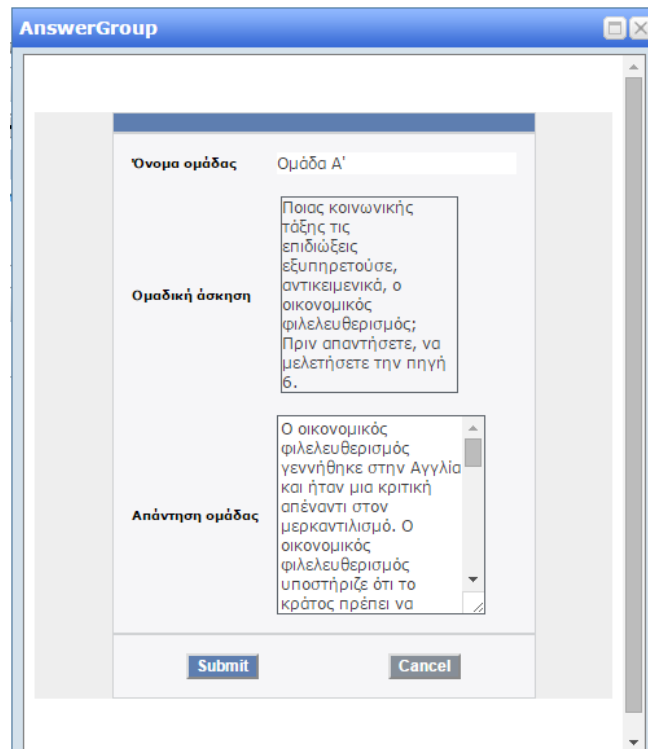 AnswerGroup
Όνομα ομάδας
Ομάδα Α'
Ομαδική άσκηση
Ποιας κοινωνικής
τάξης τις
επιδιώξεις
εξυπηρετούσε,
αντικειμενικά, ο
οικονομικός
φιλελευθερισμός;
Πριν απαντήσετε, να
μελετήσετε την πηγή
6.
Απάντηση ομάδας
Ο οικονομικός
φιλελευθερισμός
γεννήθηκε στην Αγγλία
και ήταν μια κριτική
απέναντι στον
μερκαντιλισμό. Ο
οικονομικός
φιλελευθερισμός
υποστήριζε ότι το
κράτος πρέπει να
Submit
Cancel